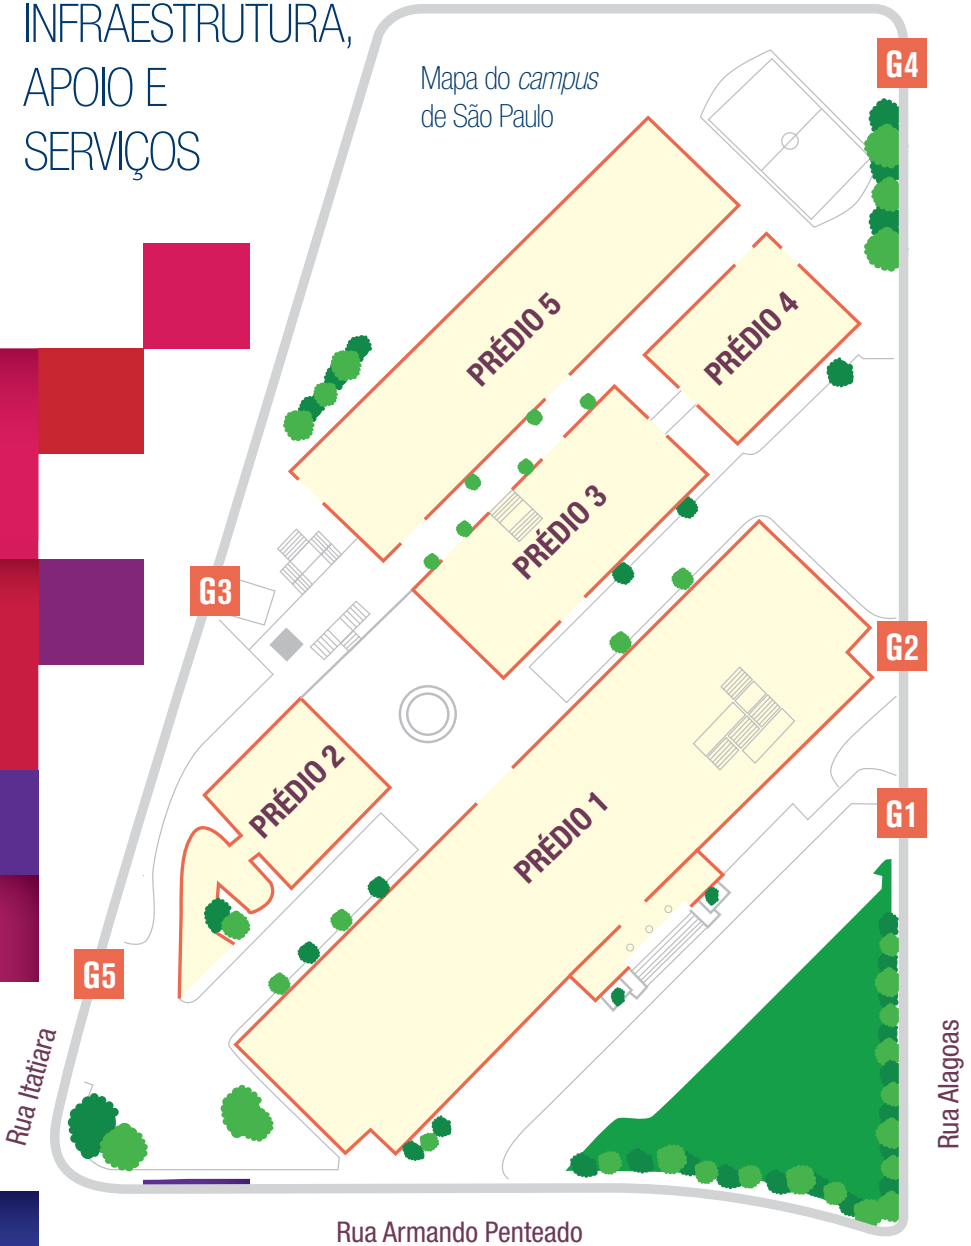 INFRAESTRUTURA,
APOIO E
SERVIÇOS
Mapa do campus
de São Paulo
G4
PRÉDIO 5
PRÉDIO 4
PRÉDIO 3
G3
G2
PRÉDIO 2
PRÉDIO 1
G1
G5
Rua Itatiara
Rua Alagoas
Rua Armando Penteado